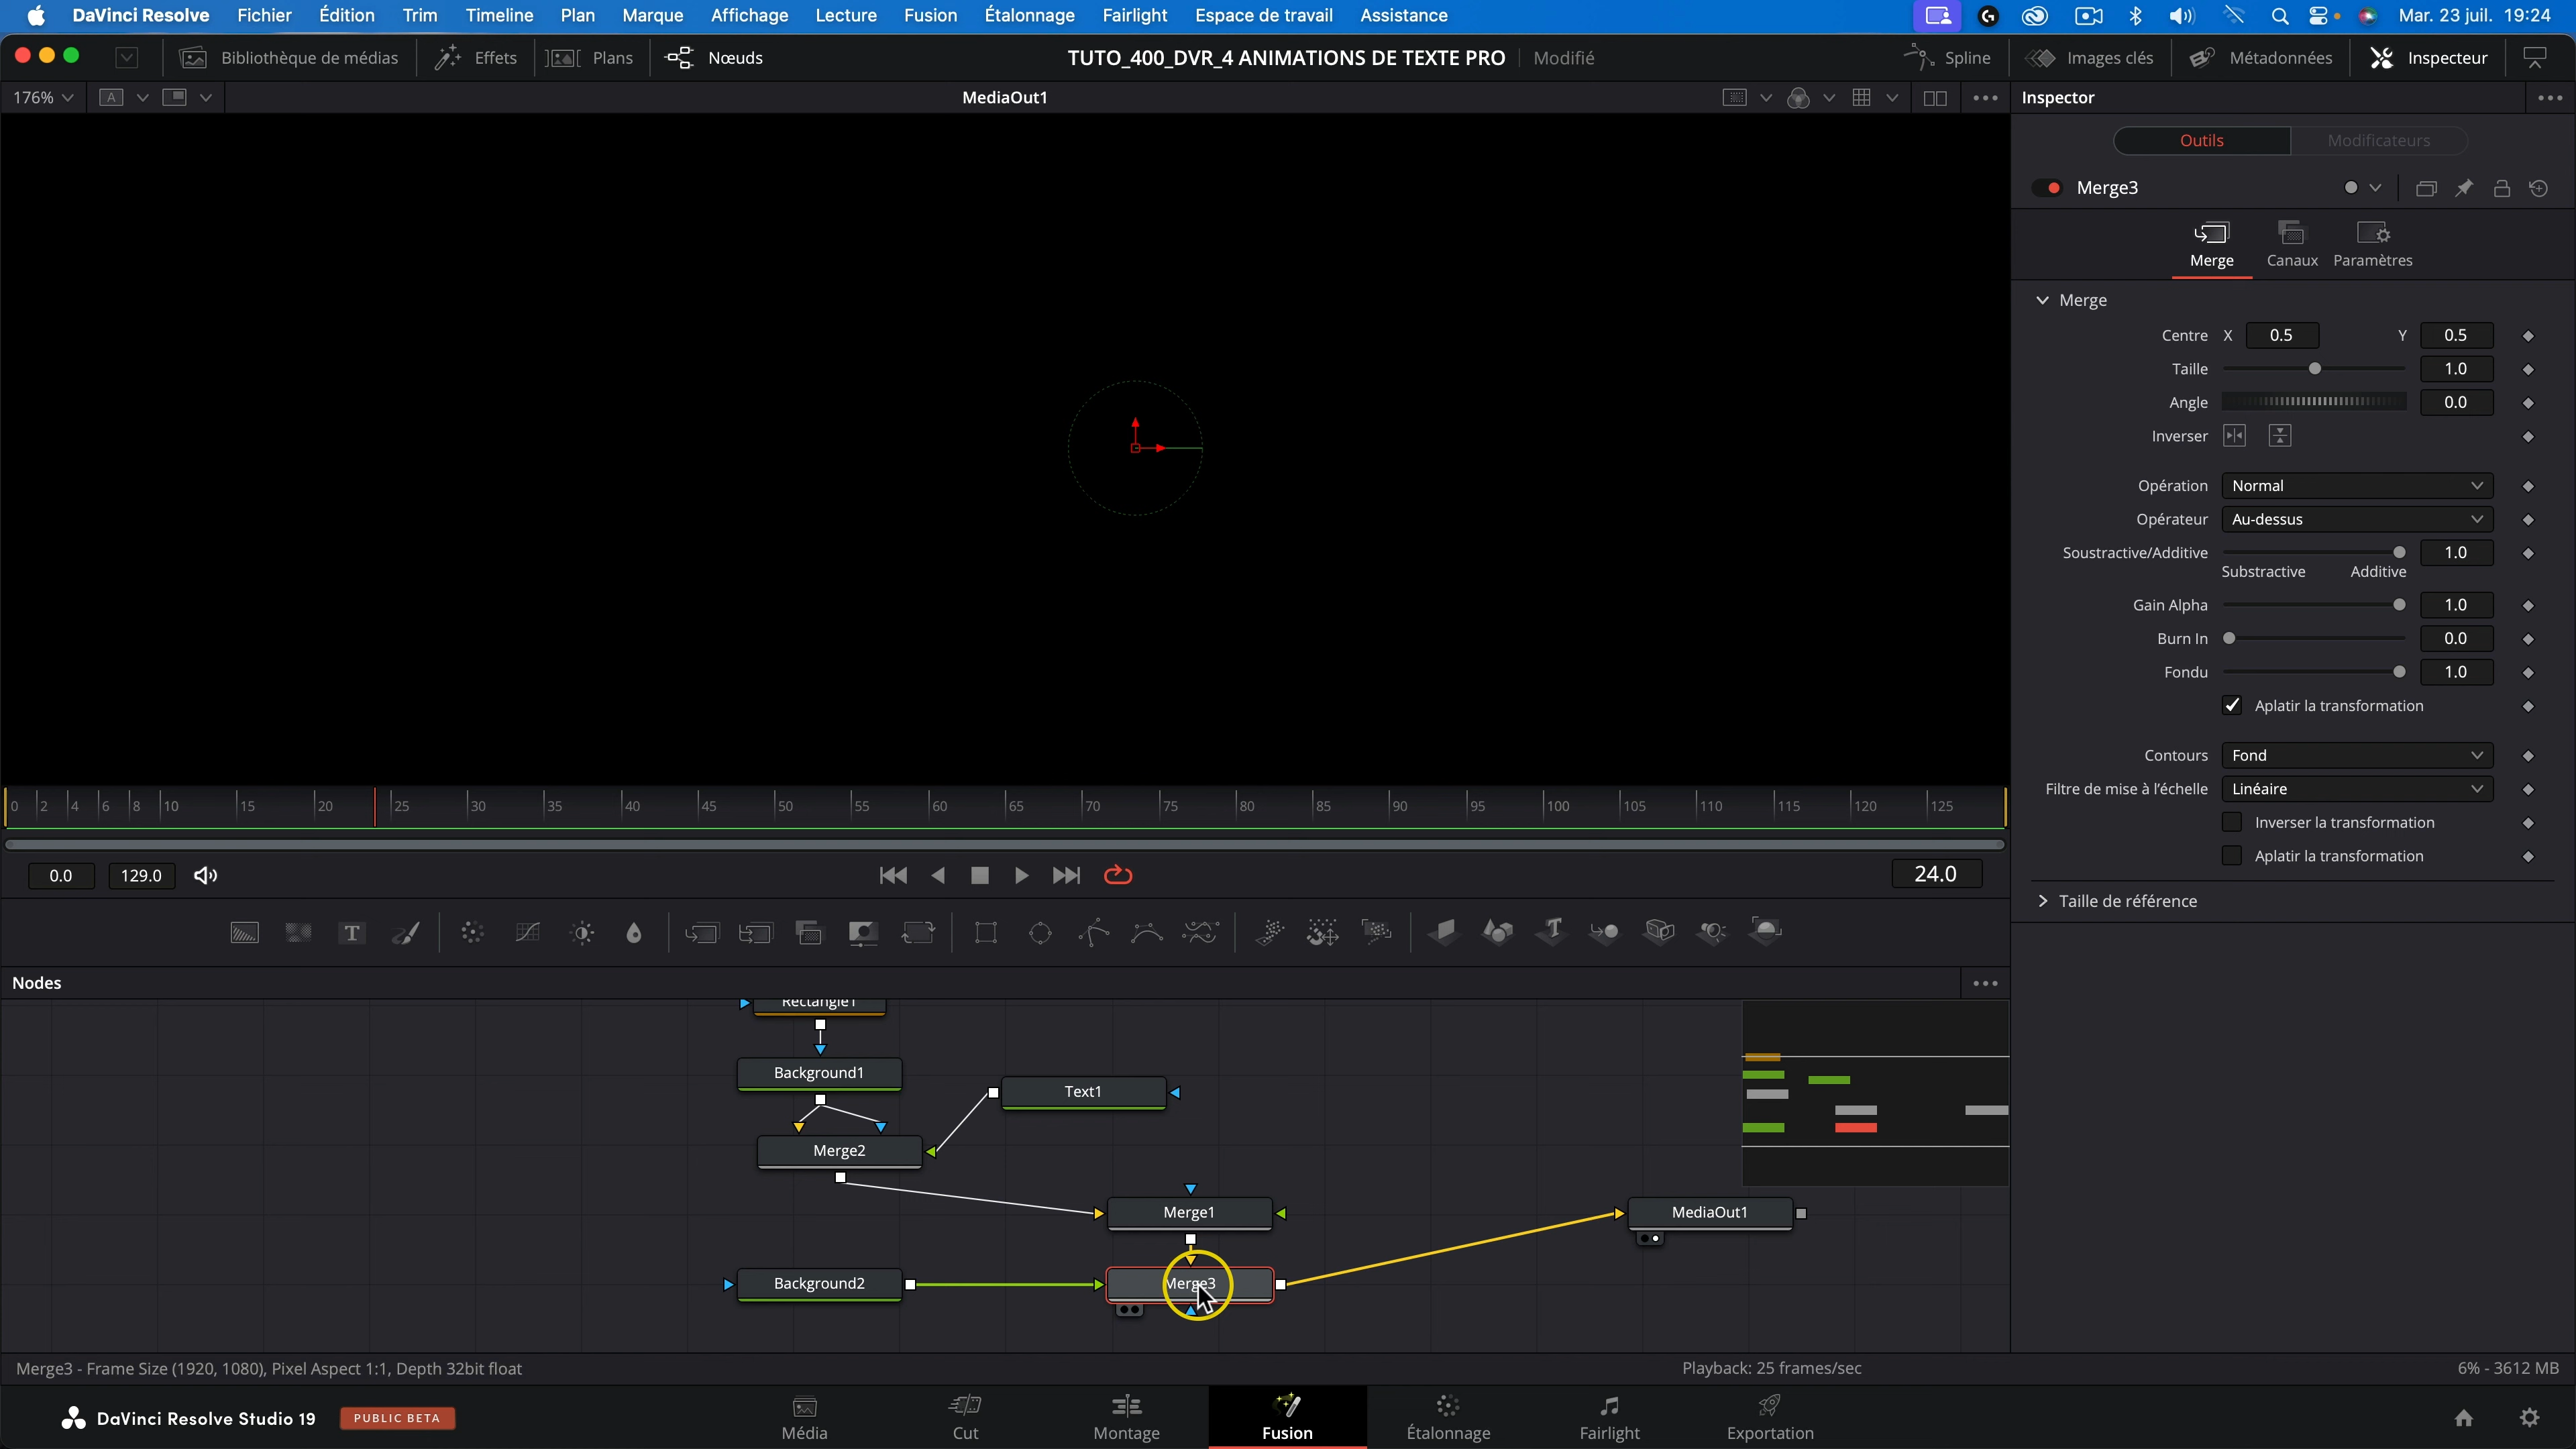 DaVinci Resolve Fichier Édition Trim Timeline Plan Marque Affichage Lecture Fusion Étalonnage Fairlight Espace de travail Assistance Mar. 23 juil. 19:24
Bibliothèque de médias Effets Plans Nœuds TUTO_400_DVR_4 ANIMATIONS DE TEXTE PRO Modifié Spline Images clés Métadonnées Inspecteur
176% A MediaOut1 Inspector
Outils Modificateurs
Merge3
Merge Canaux Paramètres
Merge
Centre X 0.5 Y 0.5
Taille 1.0
Angle 0.0
Inverser
Opération Normal
Opérateur Au-dessus
Soustractive/Additive 1.0
Substractive Additive
Gain Alpha 1.0
Burn In 0.0
Fondu 1.0
Aplatir la transformation
Contours Fond
Filtre de mise à l'échelle Linéaire
Inverser la transformation
Aplatir la transformation
Taille de référence
0 2 4 6 8 10 15 20 25 30 35 40 45 50 55 60 65 70 75 80 85 90 95 100 105 110 115 120 125
0.0 129.0 24.0
T T
Nodes
Rectangle1
Background1
Text1
Merge2
Merge1
MediaOut1
Background2
Merge3
Merge3 - Frame Size (1920, 1080), Pixel Aspect 1:1, Depth 32bit float Playback: 25 frames/sec 6% - 3612 MB
DaVinci Resolve Studio 19 PUBLIC BETA
Média Cut Montage Fusion Étalonnage Fairlight Exportation